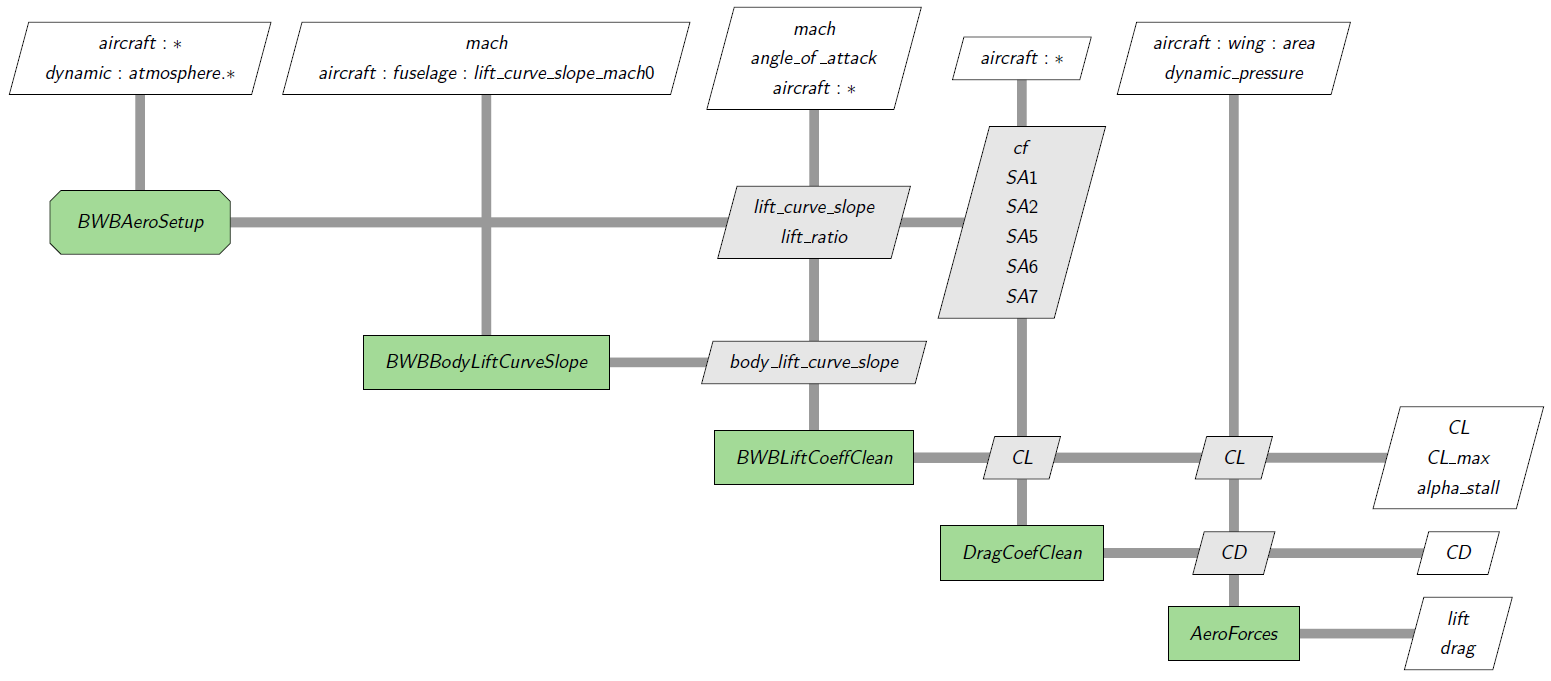 aircraft : *
dynamic : atmosphere.*
mach
aircraft : fuselage : lift_curve_slope_mach0
mach
angle_of_attack
aircraft : *
aircraft : *
aircraft : wing : area
dynamic_pressure
BWBAeroSetup
lift_curve_slope
lift_ratio
cf
SA1
SA2
SA5
SA6
SA7
BWBBodyLiftCurveSlope
body_lift_curve_slope
BWBLiftCoeffClean
CL
CL
CL
CL_max
alpha_stall
DragCoefClean
CD
CD
AeroForces
lift
drag